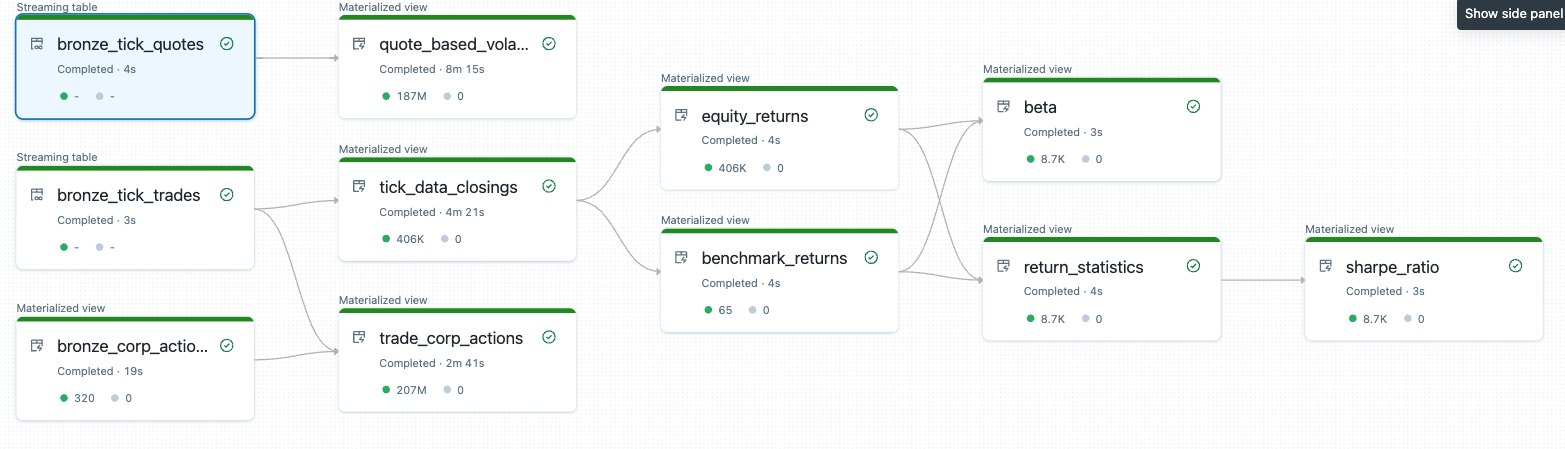 Streaming table
bronze_tick_quotes
Completed · 4s
- -
Materialized view
quote_based_vola...
Completed · 8m 15s
187M 0
Show side panel
Streaming table
bronze_tick_trades
Completed · 3s
- -
Materialized view
tick_data_closings
Completed · 4m 21s
406K 0
Materialized view
bronze_corp_actio...
Completed · 19s
320 0
Materialized view
trade_corp_actions
Completed · 2m 41s
207M 0
Materialized view
equity_returns
Completed · 4s
406K 0
Materialized view
benchmark_returns
Completed · 4s
65 0
Materialized view
beta
Completed · 3s
8.7K 0
Materialized view
return_statistics
Completed · 4s
8.7K 0
Materialized view
sharpe_ratio
Completed · 3s
8.7K 0